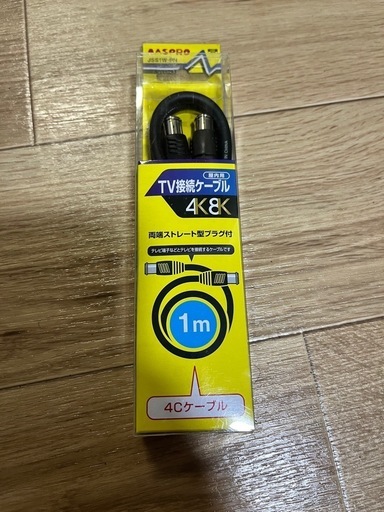 MASPRO
屋内用
TV接続ケーブル
4K8K
両端ストレート型プラグ付
テレビ端子などとテレビを接続するケーブルです
1m
4Cケーブル